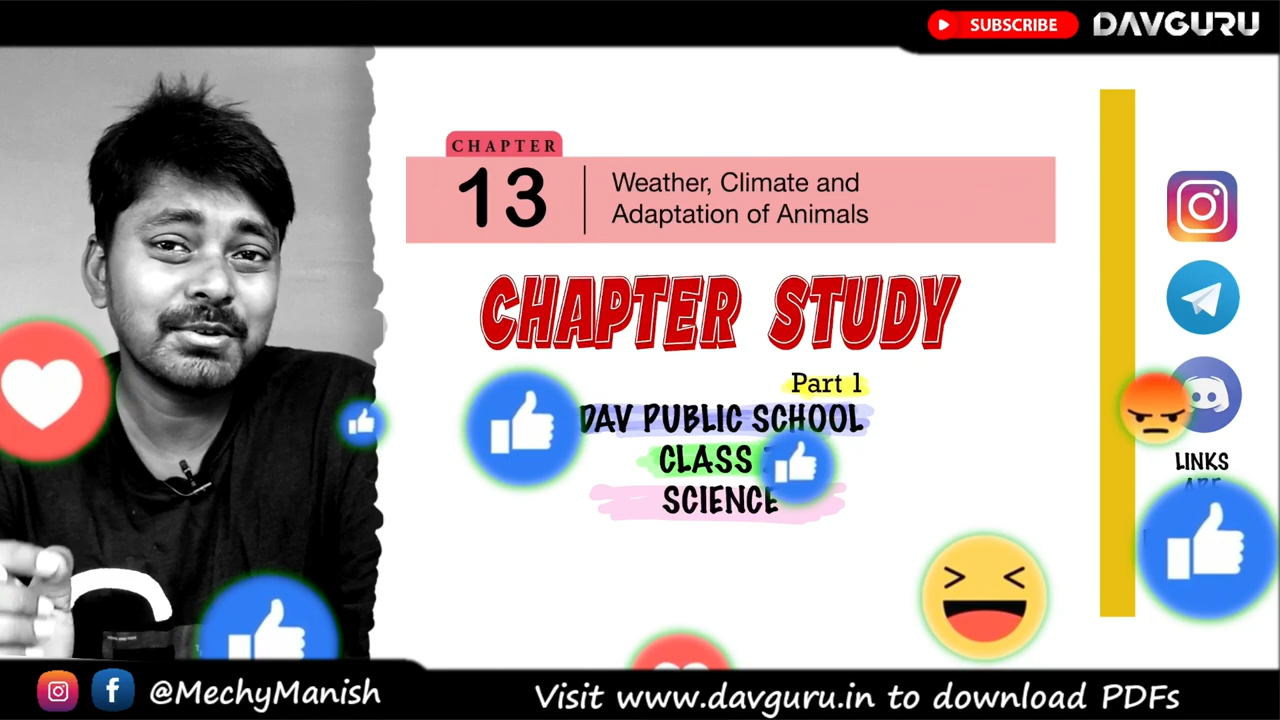 SUBSCRIBE DAVGURU
CHAPTER
13
Weather, Climate and
Adaptation of Animals
CHAPTER STUDY
Part 1
DAV PUBLIC SCHOOL
CLASS
SCIENCE
LINKS
@MechyManish
Visit www.davguru.in to download PDFs